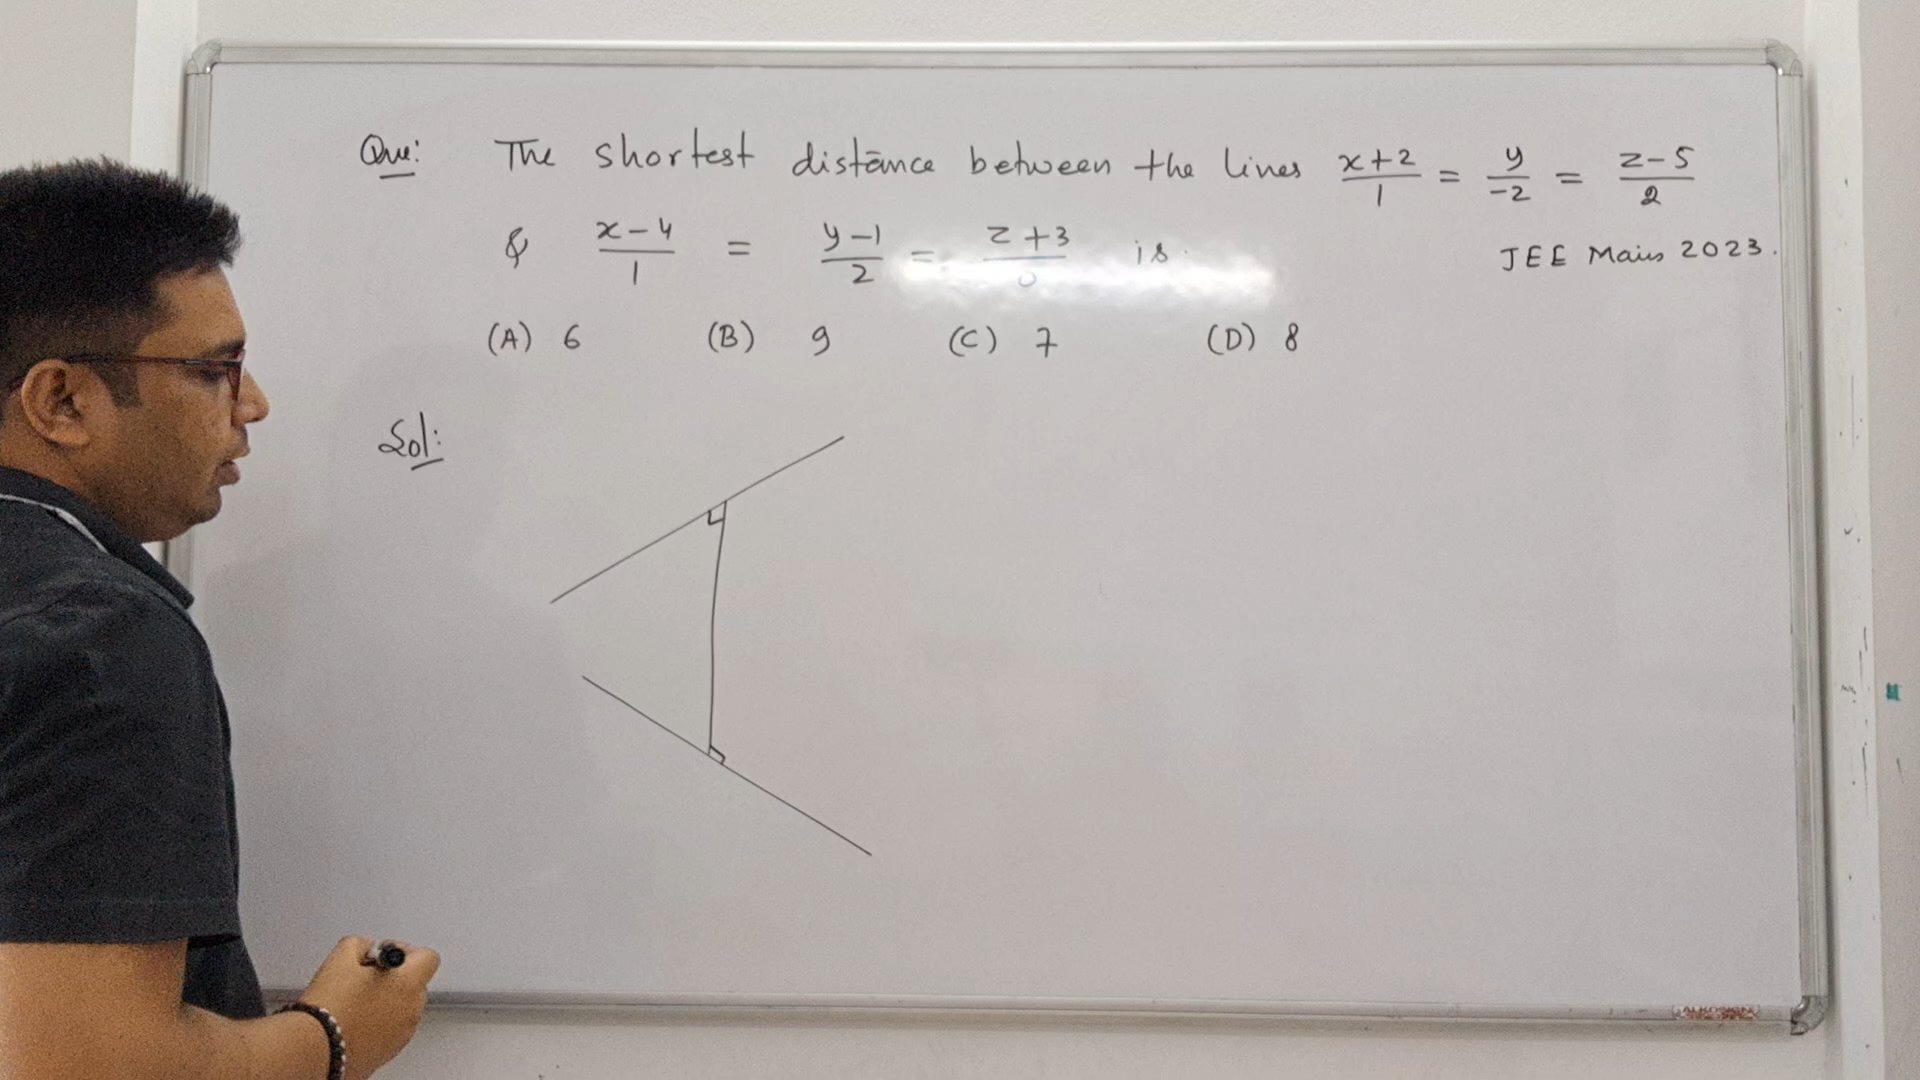 Que: The shortest distance between the lines (x+2)/1 = y/-2 = (z-5)/2
& (x-4)/1 = (y-1)/2 = (z+3)/0 is.
JEE Mains 2023.
(A) 6 (B) 9 (C) 7 (D) 8
Sol: